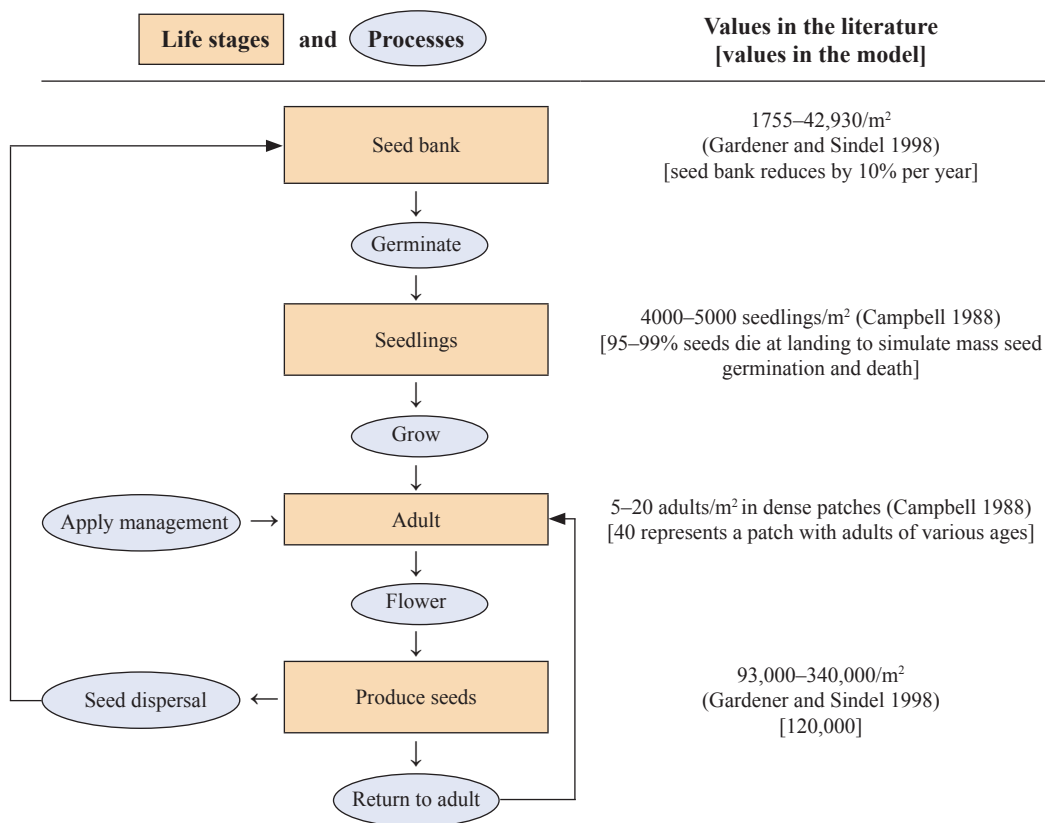 Life stages and Processes
Values in the literature
[values in the model]
Seed bank
1755–42,930/m²
(Gardener and Sindel 1998)
[seed bank reduces by 10% per year]
Germinate
Seedlings
4000–5000 seedlings/m² (Campbell 1988)
[95–99% seeds die at landing to simulate mass seed
germination and death]
Grow
Apply management
Adult
5–20 adults/m² in dense patches (Campbell 1988)
[40 represents a patch with adults of various ages]
Flower
Seed dispersal
Produce seeds
93,000–340,000/m²
(Gardener and Sindel 1998)
[120,000]
Return to adult